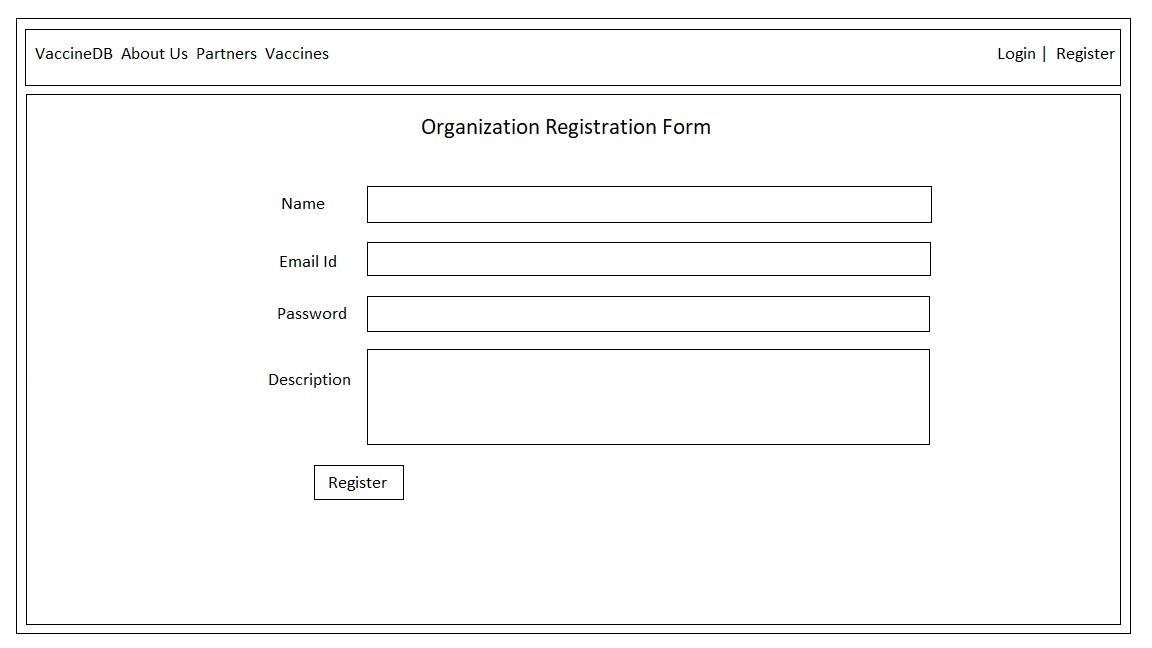 VaccineDB About Us Partners Vaccines Login | Register
Organization Registration Form
Name
Email Id
Password
Description
Register